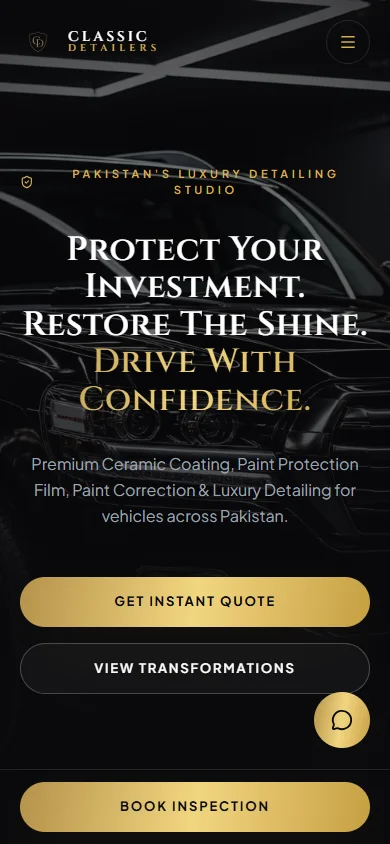 CLASSIC
DETAILERS
PAKISTAN'S LUXURY DETAILING
STUDIO
PROTECT YOUR
INVESTMENT.
RESTORE THE SHINE.
DRIVE WITH
CONFIDENCE.
Premium Ceramic Coating, Paint Protection
Film, Paint Correction & Luxury Detailing for
vehicles across Pakistan.
GET INSTANT QUOTE
VIEW TRANSFORMATIONS
BOOK INSPECTION